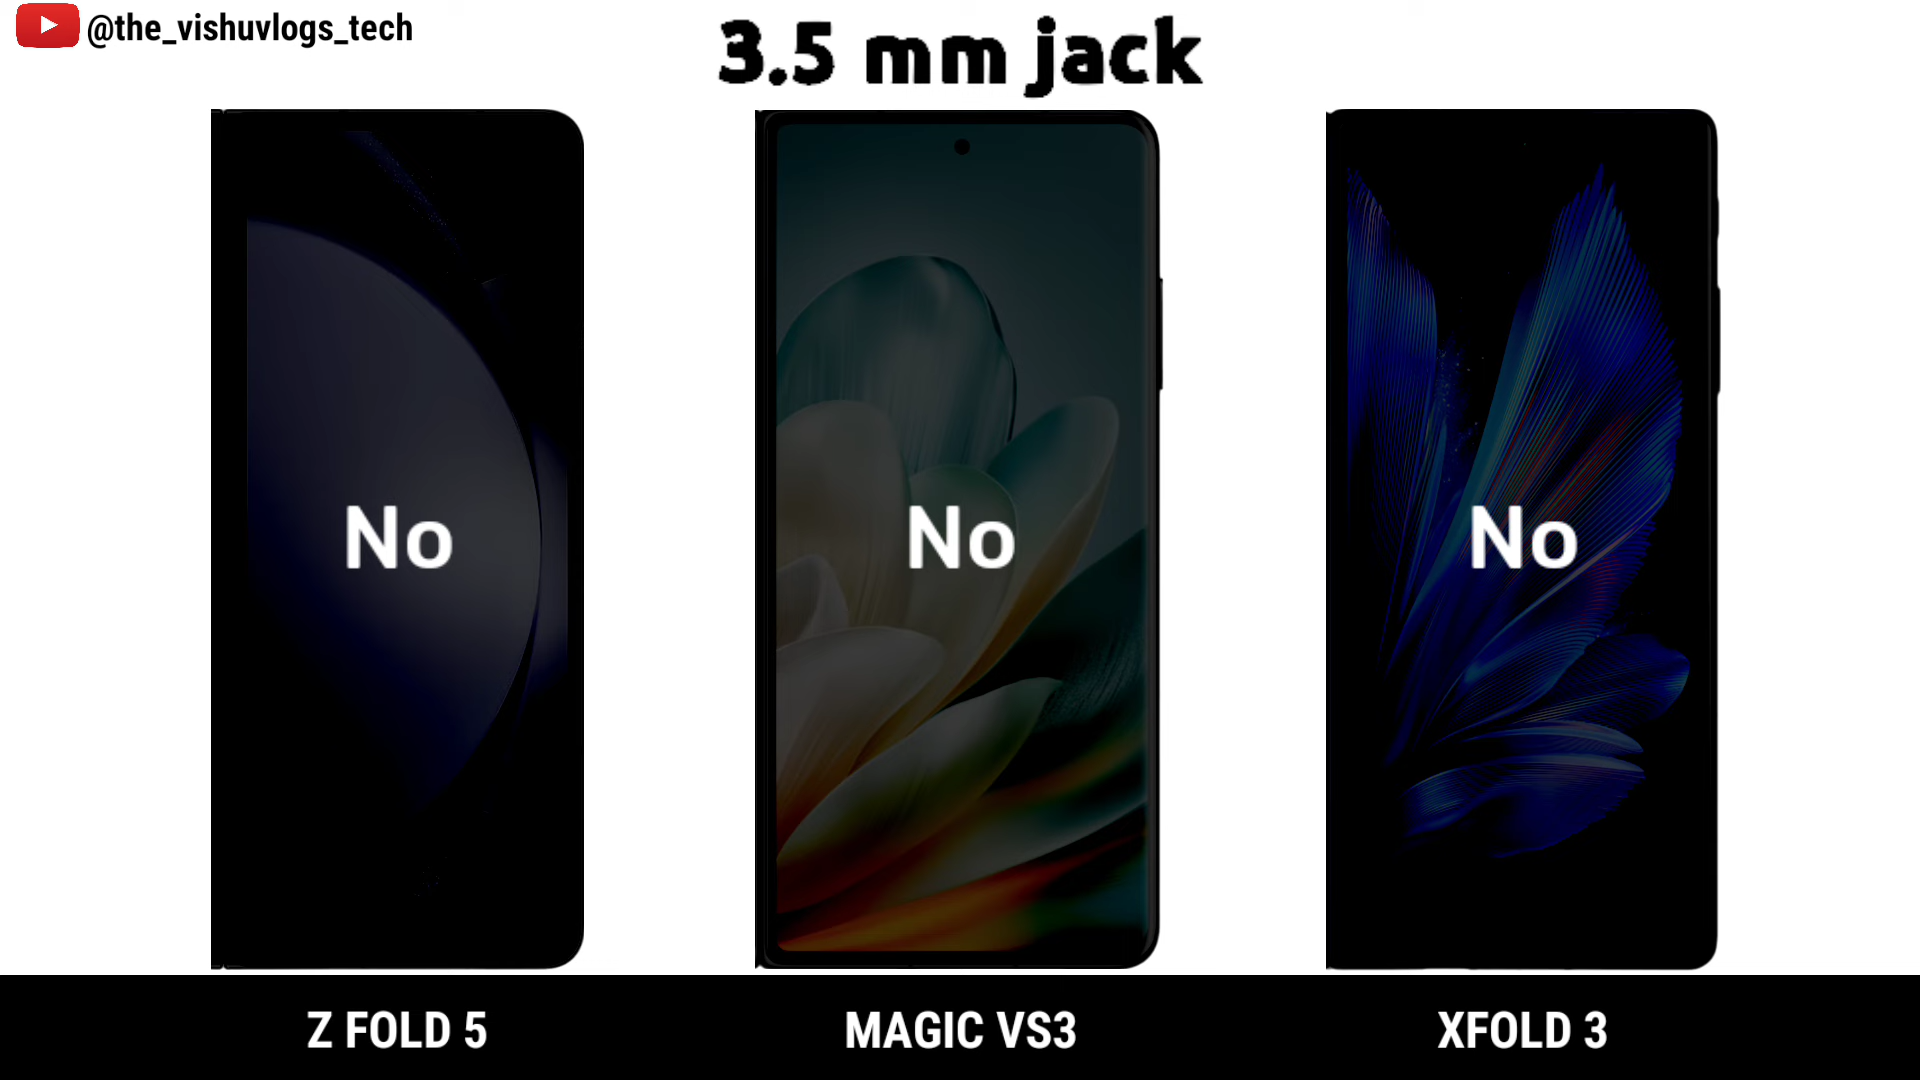 @the_vishuvlogs_tech
3.5 mm jack
No
No
No
Z FOLD 5
MAGIC VS3
XFOLD 3